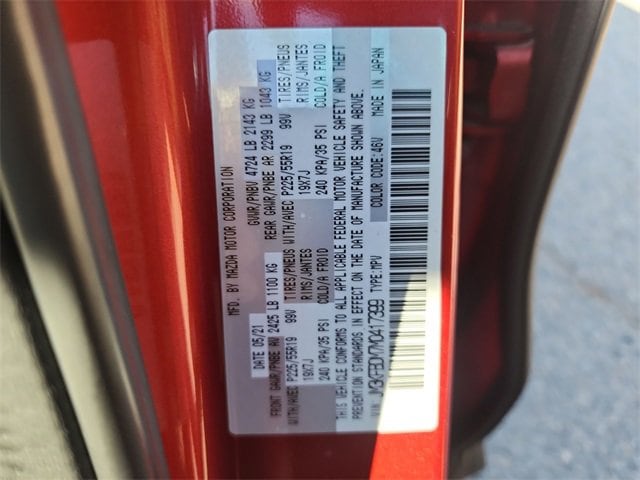 MFD. BY MAZDA MOTOR CORPORATION
DATE 05/21 GVWR/PNBV 4724 LB 2143 KG
FRONT GAWR/PNBE AV 2425 LB 1100 KG REAR GAWR/PNBE AR 2299 LB 1043 KG
WITH/AVEC P225/55R19 99V TIRES/PNEUS WITH/AVEC P225/55R19 99V TIRES/PNEUS
19X7J RIMS/JANTES 19X7J RIMS/JANTES
240 KPA/35 PSI COLD/A FROID 240 KPA/35 PSI COLD/A FROID
THIS VEHICLE CONFORMS TO ALL APPLICABLE FEDERAL MOTOR VEHICLE SAFETY AND THEFT
PREVENTION STANDARDS IN EFFECT ON THE DATE OF MANUFACTURE SHOWN ABOVE.
TYPE:MPV COLOR CODE:46V MADE IN JAPAN
VIN